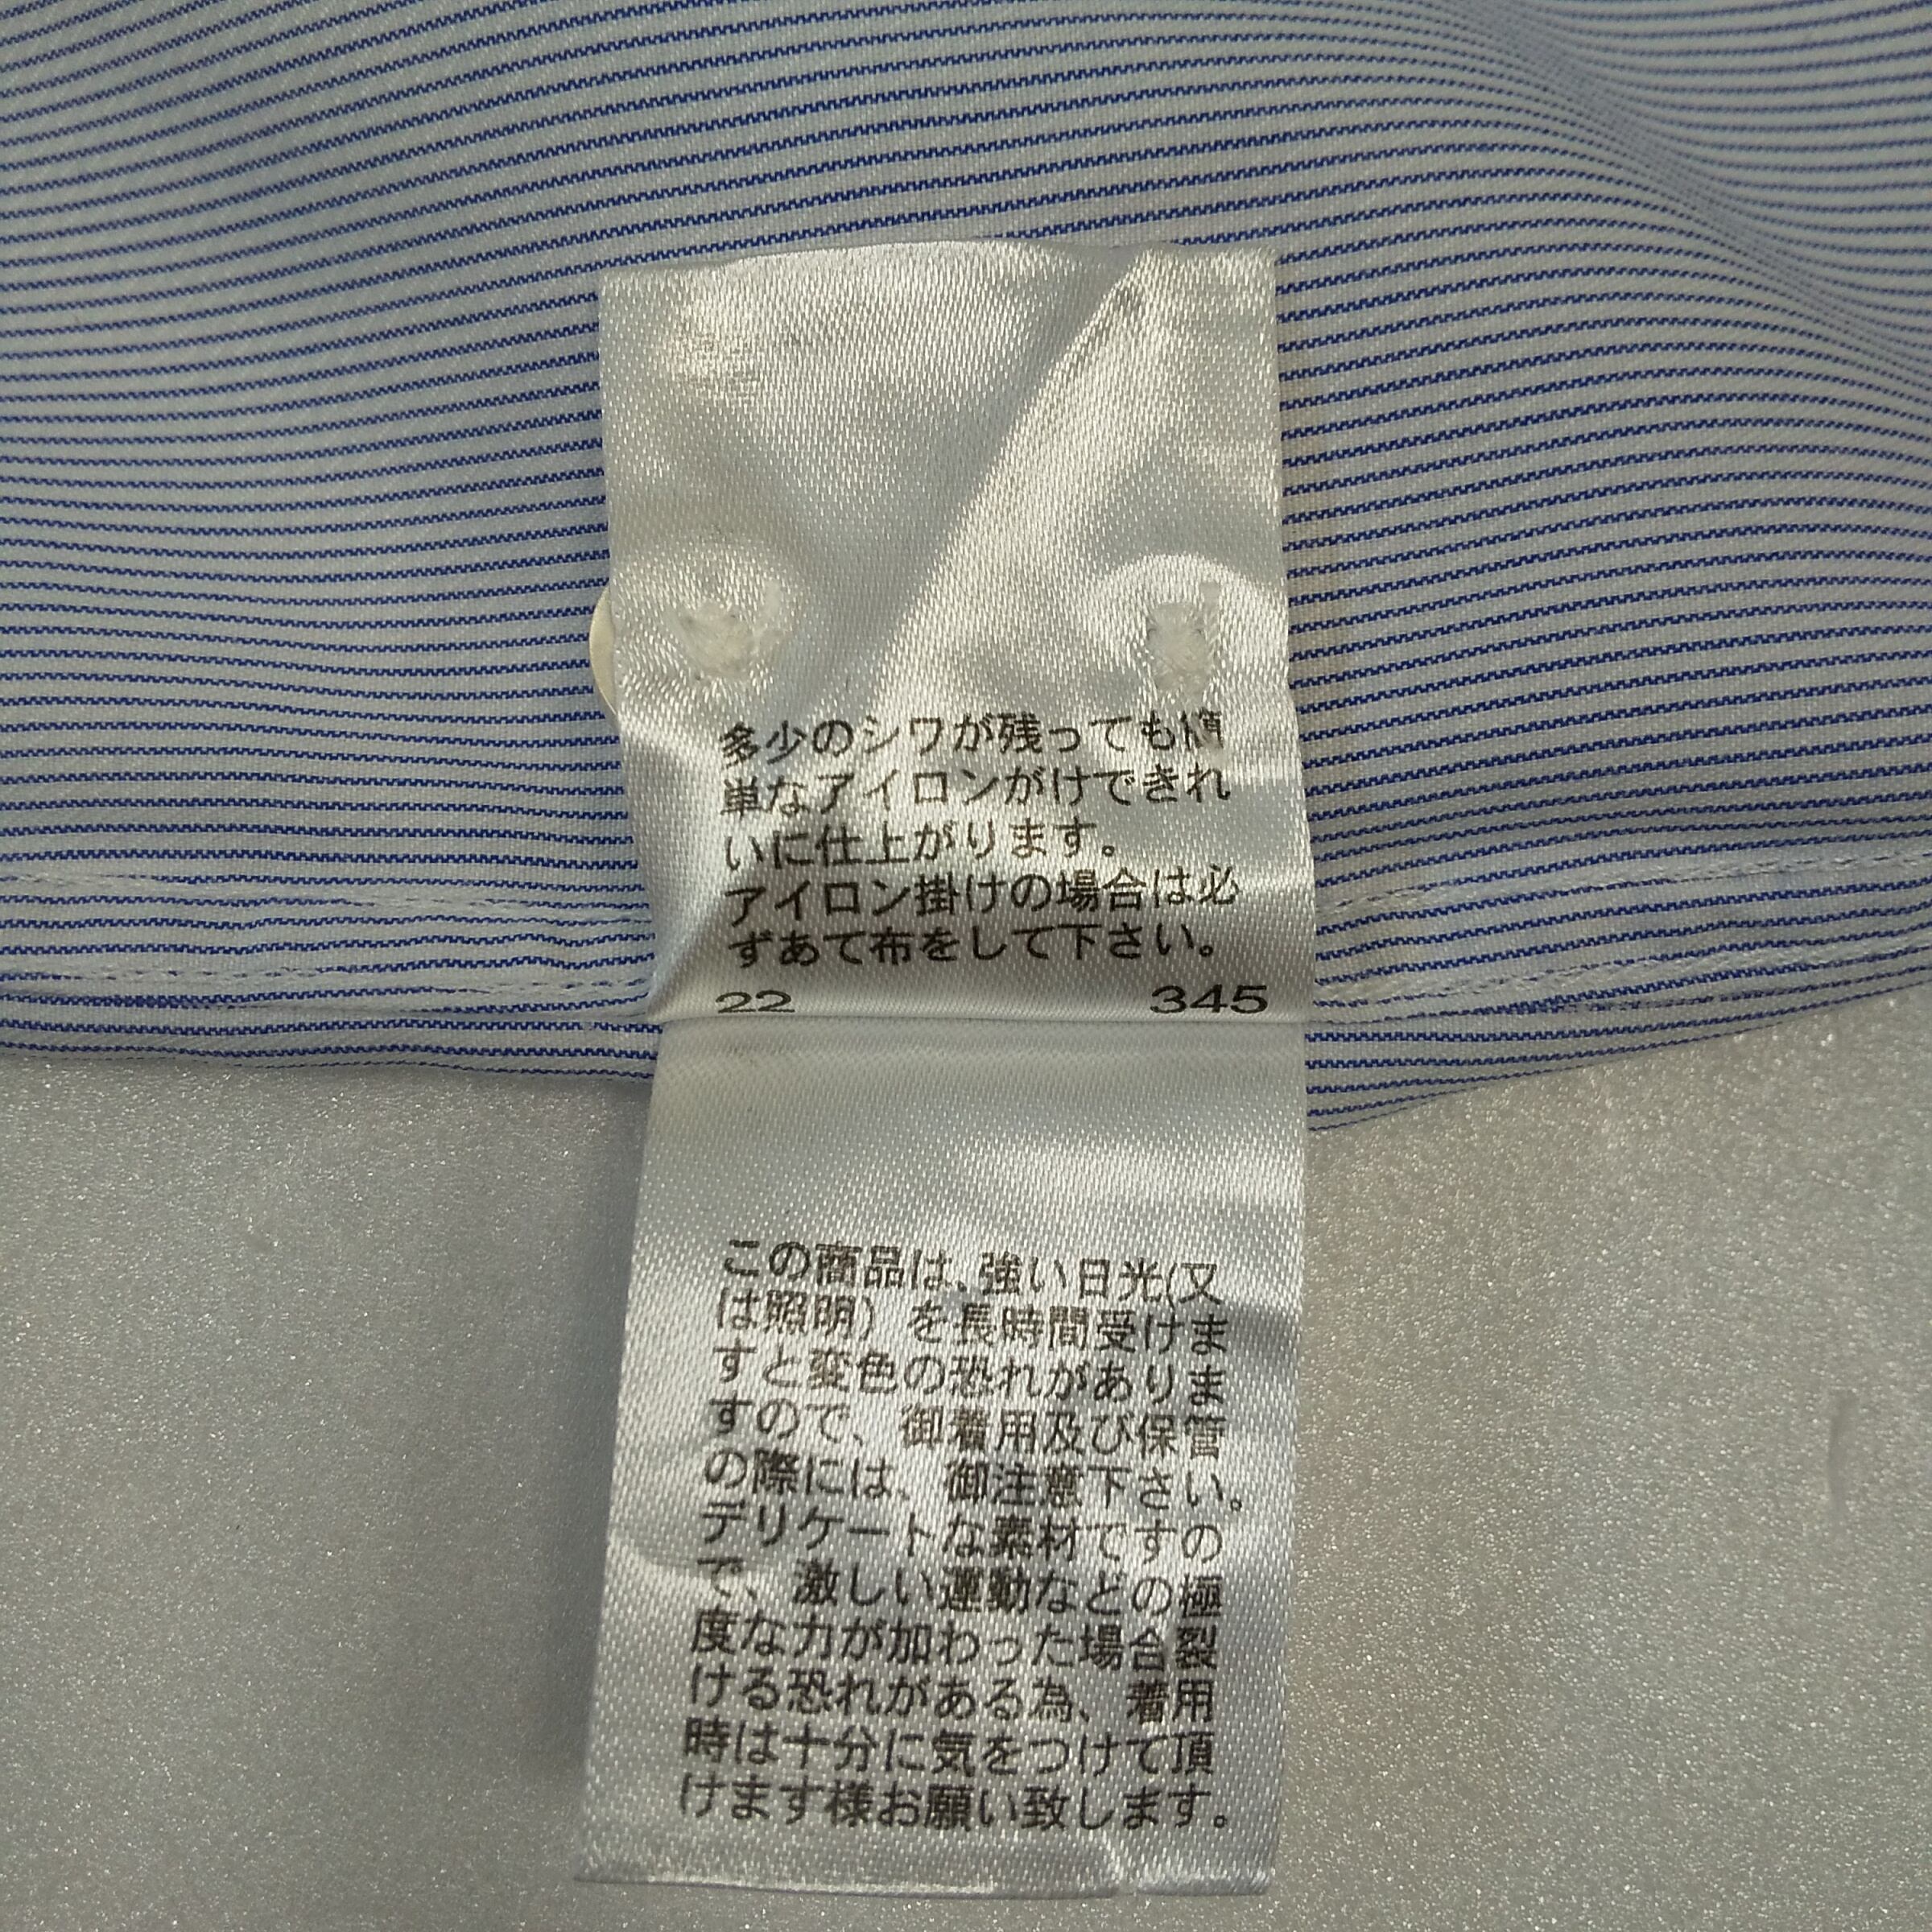 多少のシワが残っても簡
単なアイロンがけできれ
いに仕上がります。
アイロン掛けの場合は必
ずあて布をして下さい。
22 345
この商品は、強い日光(又
は照明）を長時間受けま
すと変色の恐れがありま
すので、御着用及び保管
の際には、御注意下さい。
デリケートな素材ですの
で、激しい運動などの極
度な力が加わった場合裂
ける恐れがある為、着用
時は十分に気をつけて頂
けます様お願い致します。